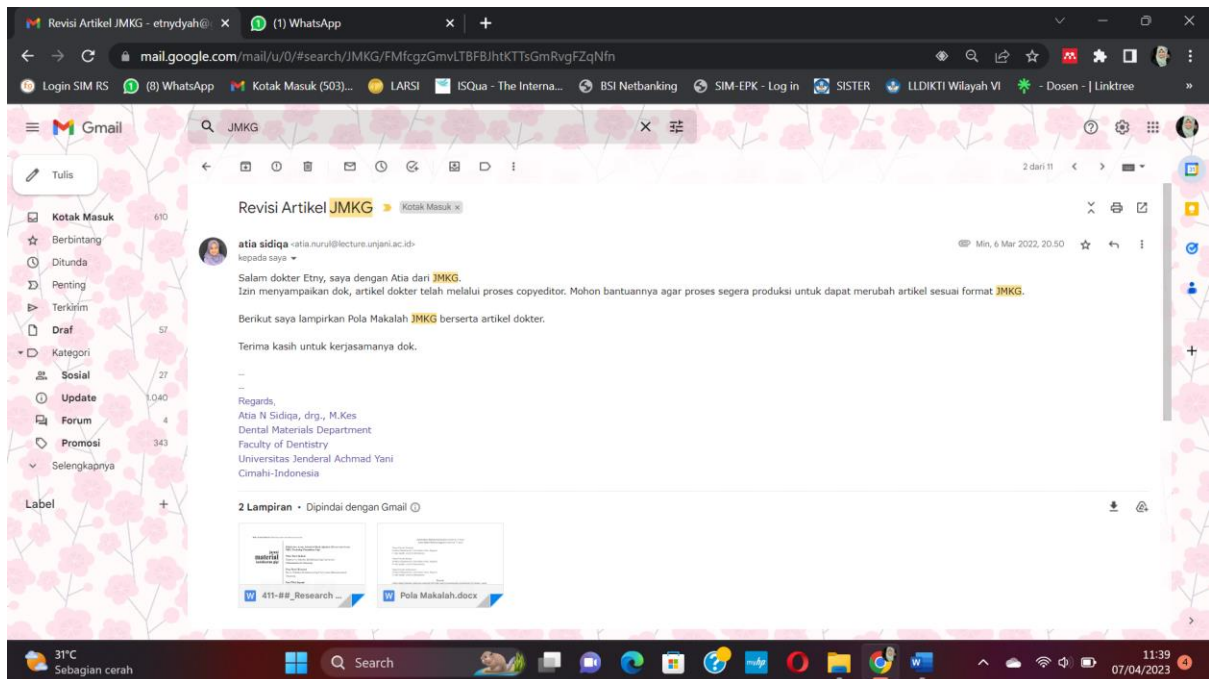 Revisi Artikel JMKG - etnydyah@
(1) WhatsApp
mail.google.com/mail/u/0/#search/JMKG/FMfcgzGmvLTBFBJhtKTTsGmRvgFZqNfn
Login SIM RS
(8) WhatsApp
Kotak Masuk (503)...
LARSI
ISQua - The Interna...
BSI Netbanking
SIM-EPK - Log in
SISTER
LLDIKTI Wilayah VI
- Dosen - | Linktree
»
Gmail
JMKG
Tulis
2 dari 11
Kotak Masuk 610
Berbintang
Ditunda
Penting
Terkirim
Draf 57
Kategori
Sosial 27
Update 1.040
Forum 4
Promosi 343
Selengkapnya
Label +
Revisi Artikel JMKG
Kotak Masuk ×
atia sidiqa <atia.nurul@lecture.unjani.ac.id>
Min, 6 Mar 2022, 20.50
kepada saya
Salam dokter Etny, saya dengan Atia dari JMKG.
Izin menyampaikan dok, artikel dokter telah melalui proses copyeditor. Mohon bantuannya agar proses segera produksi untuk dapat merubah artikel sesuai format JMKG.
Berikut saya lampirkan Pola Makalah JMKG berserta artikel dokter.
Terima kasih untuk kerjasamanya dok.
--
--
Regards,
Atia N Sidiqa, drg., M.Kes
Dental Materials Department
Faculty of Dentistry
Universitas Jenderal Achmad Yani
Cimahi-Indonesia
2 Lampiran • Dipindai dengan Gmail
material
411-##_Research ...
Pola Makalah.docx
31°C
Sebagian cerah
Search
11:39
07/04/2023
4